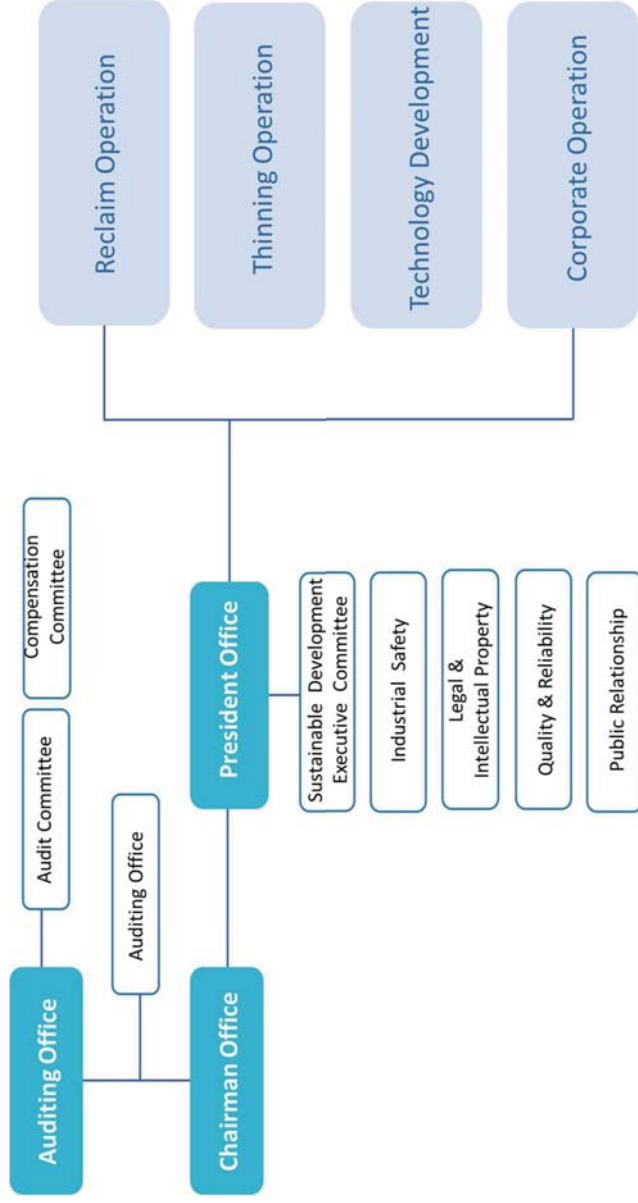 Auditing Office
Audit Committee
Compensation
Committee
Auditing Office
Chairman Office
President Office
Sustainable Development
Executive Committee
Industrial Safety
Legal &
Intellectual Property
Quality & Reliability
Public Relationship
Reclaim Operation
Thinning Operation
Technology Development
Corporate Operation